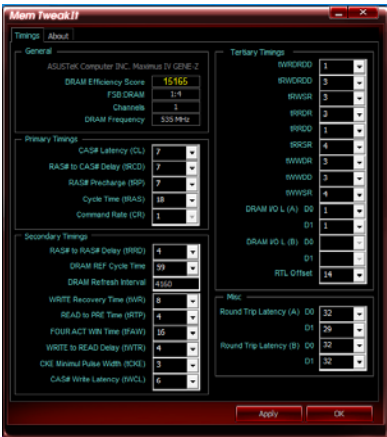 Mem TweakIt
Timings About
General
ASUSTeK Computer INC. Maximus IV GENE-Z
DRAM Efficiency Score 15165
FSB:DRAM 1:4
Channels 1
DRAM Frequency 535 MHz
Primary Timings
CAS# Latency (CL) 7
RAS# to CAS# Delay (tRCD) 7
RAS# Precharge (tRP) 7
Cycle Time (tRAS) 18
Command Rate (CR) 1
Secondary Timings
RAS# to RAS# Delay (tRRD) 4
DRAM REF Cycle Time 59
DRAM Refresh Interval 4160
WRITE Recovery Time (tWR) 8
READ to PRE Time (tRTP) 4
FOUR ACT WIN Time (tFAW) 16
WRITE to READ Delay (tWTR) 4
CKE Minimul Pulse Width (tCKE) 3
CAS# Write Latency (tWCL) 6
Tertiary Timings
tWRDRDD 1
tRWDRDD 3
tRWSR 3
tRRDR 3
tRRDD 1
tRRSR 4
tWWDR 3
tWWDD 3
tWWSR 4
DRAM I/O L (A) D0 1
D1 1
DRAM I/O L (B) D0
D1
RTL Offset 14
Misc
Round Trip Latency (A) D0 32
D1 29
Round Trip Latency (B) D0 32
D1 32
Apply OK